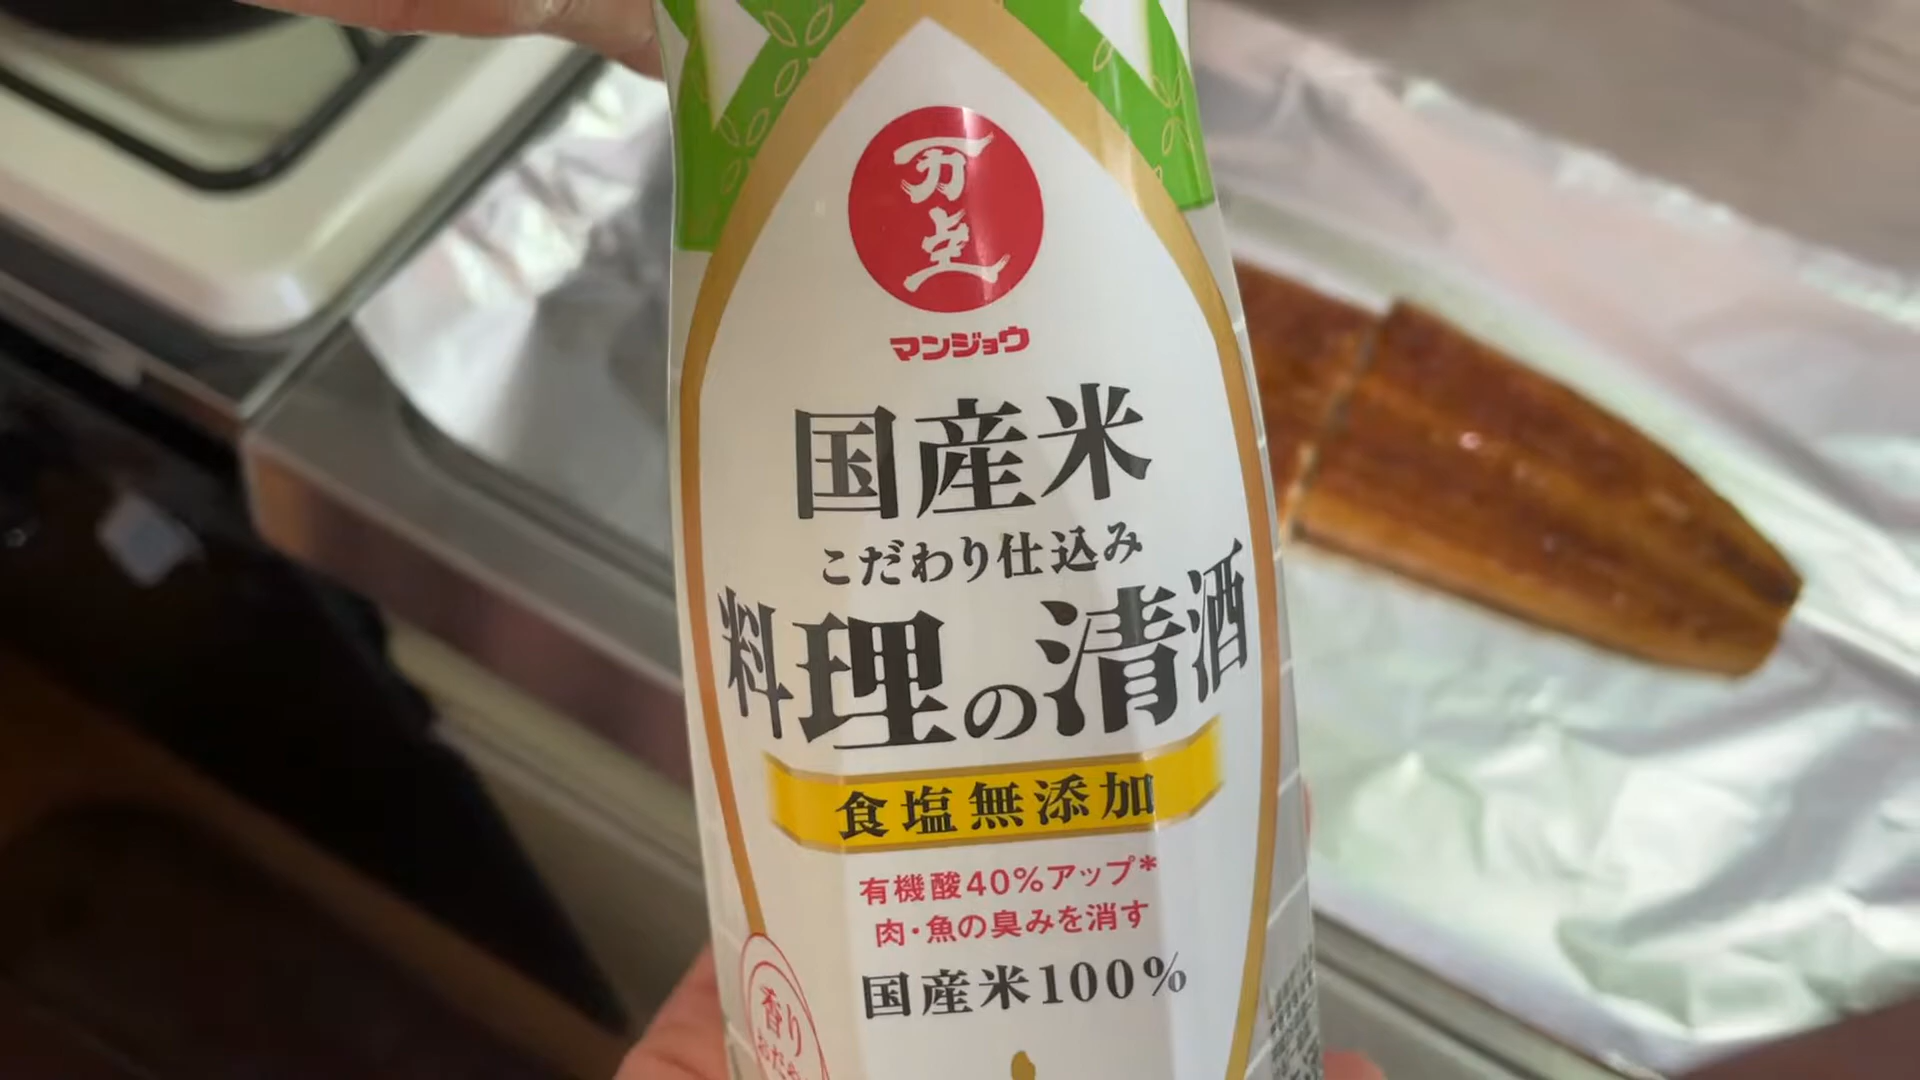 万上
マンジョウ
国産米
こだわり仕込み
料理の清酒
食塩無添加
有機酸40%アップ*
肉・魚の臭みを消す
国産米100%
香り